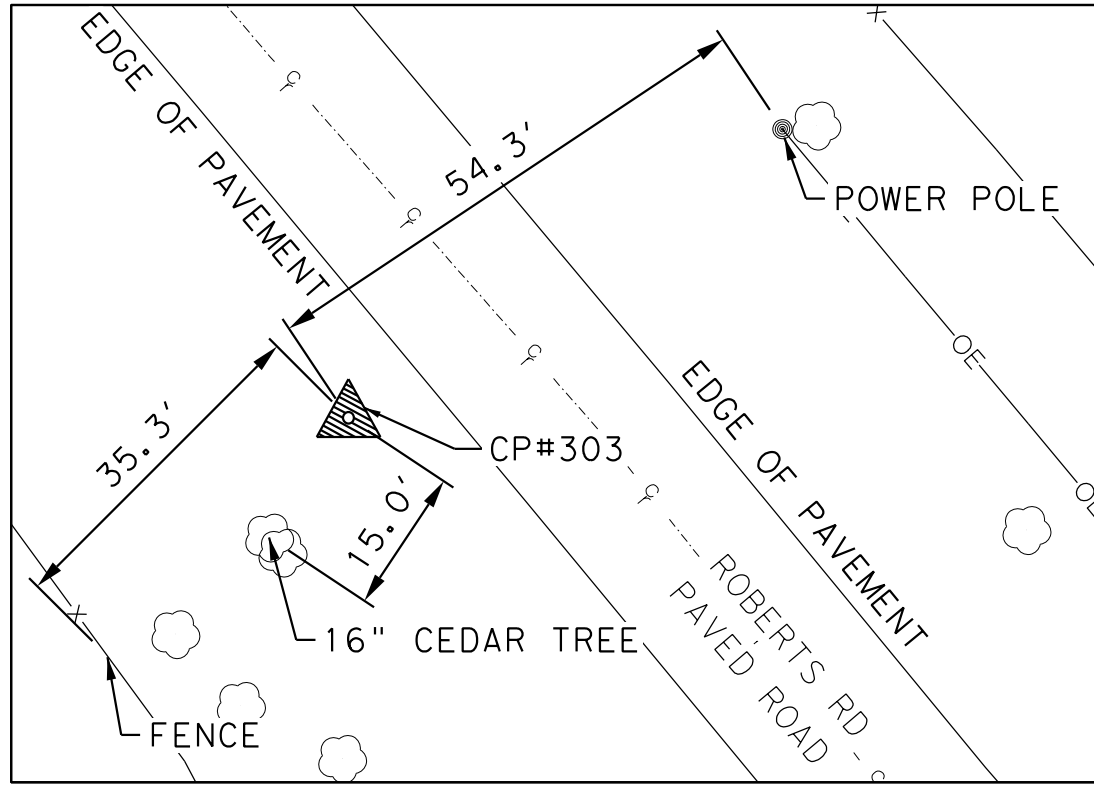 EDGE OF PAVEMENT
54.3'
POWER POLE
X
OE
35.3'
EDGE OF PAVEMENT
CP#303
15.0'
OE
16" CEDAR TREE
X
ROBERTS RD
PAVED ROAD
FENCE